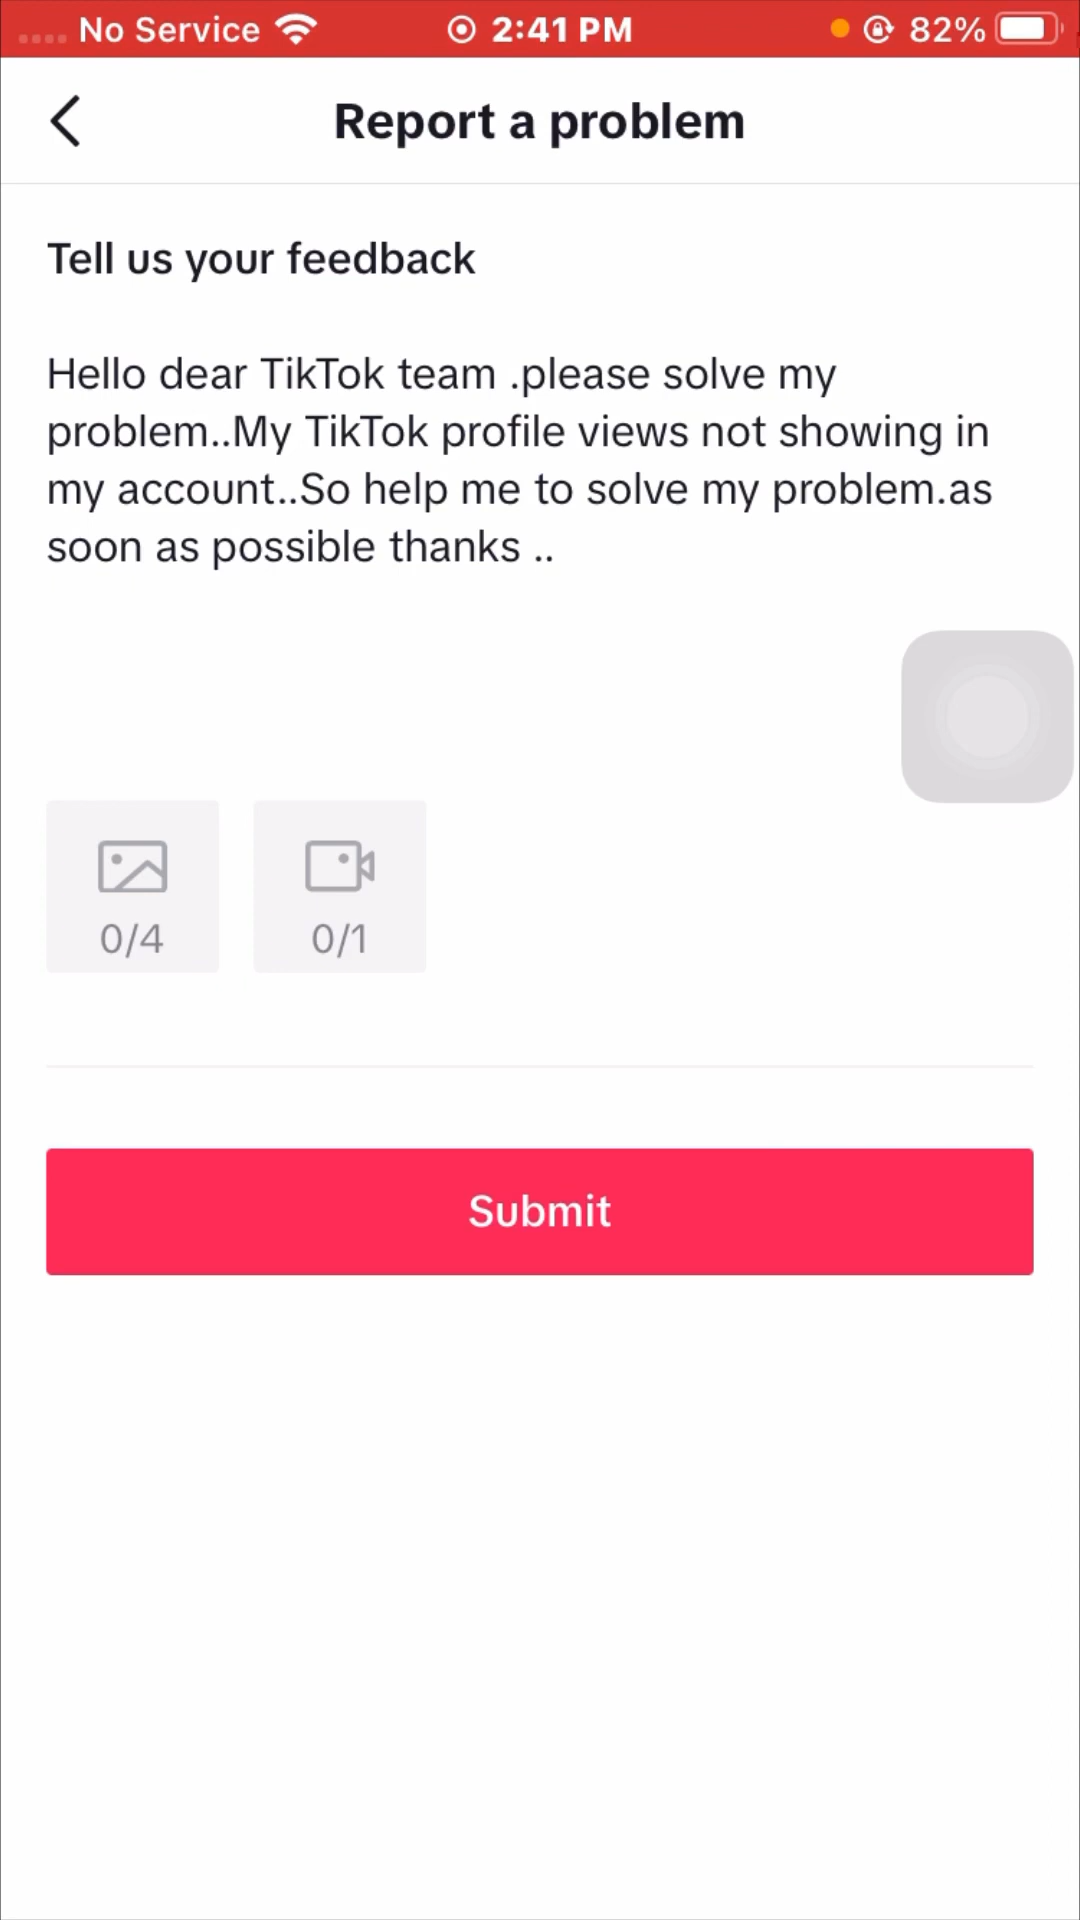 No Service 2:41 PM 82%
Report a problem
Tell us your feedback
Hello dear TikTok team .please solve my
problem..My TikTok profile views not showing in
my account..So help me to solve my problem.as
soon as possible thanks ..
0/4 0/1
Submit